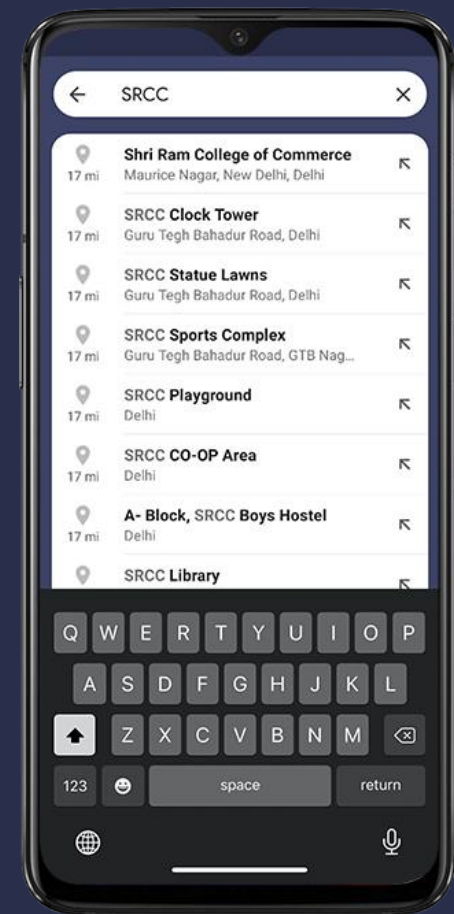 SRCC
Shri Ram College of Commerce
17 mi Maurice Nagar, New Delhi, Delhi
SRCC Clock Tower
17 mi Guru Tegh Bahadur Road, Delhi
SRCC Statue Lawns
17 mi Guru Tegh Bahadur Road, Delhi
SRCC Sports Complex
17 mi Guru Tegh Bahadur Road, GTB Nag...
SRCC Playground
17 mi Delhi
SRCC CO-OP Area
17 mi Delhi
A- Block, SRCC Boys Hostel
17 mi Delhi
SRCC Library
Q W E R T Y U I O P
A S D F G H J K L
Z X C V B N M
123 space return